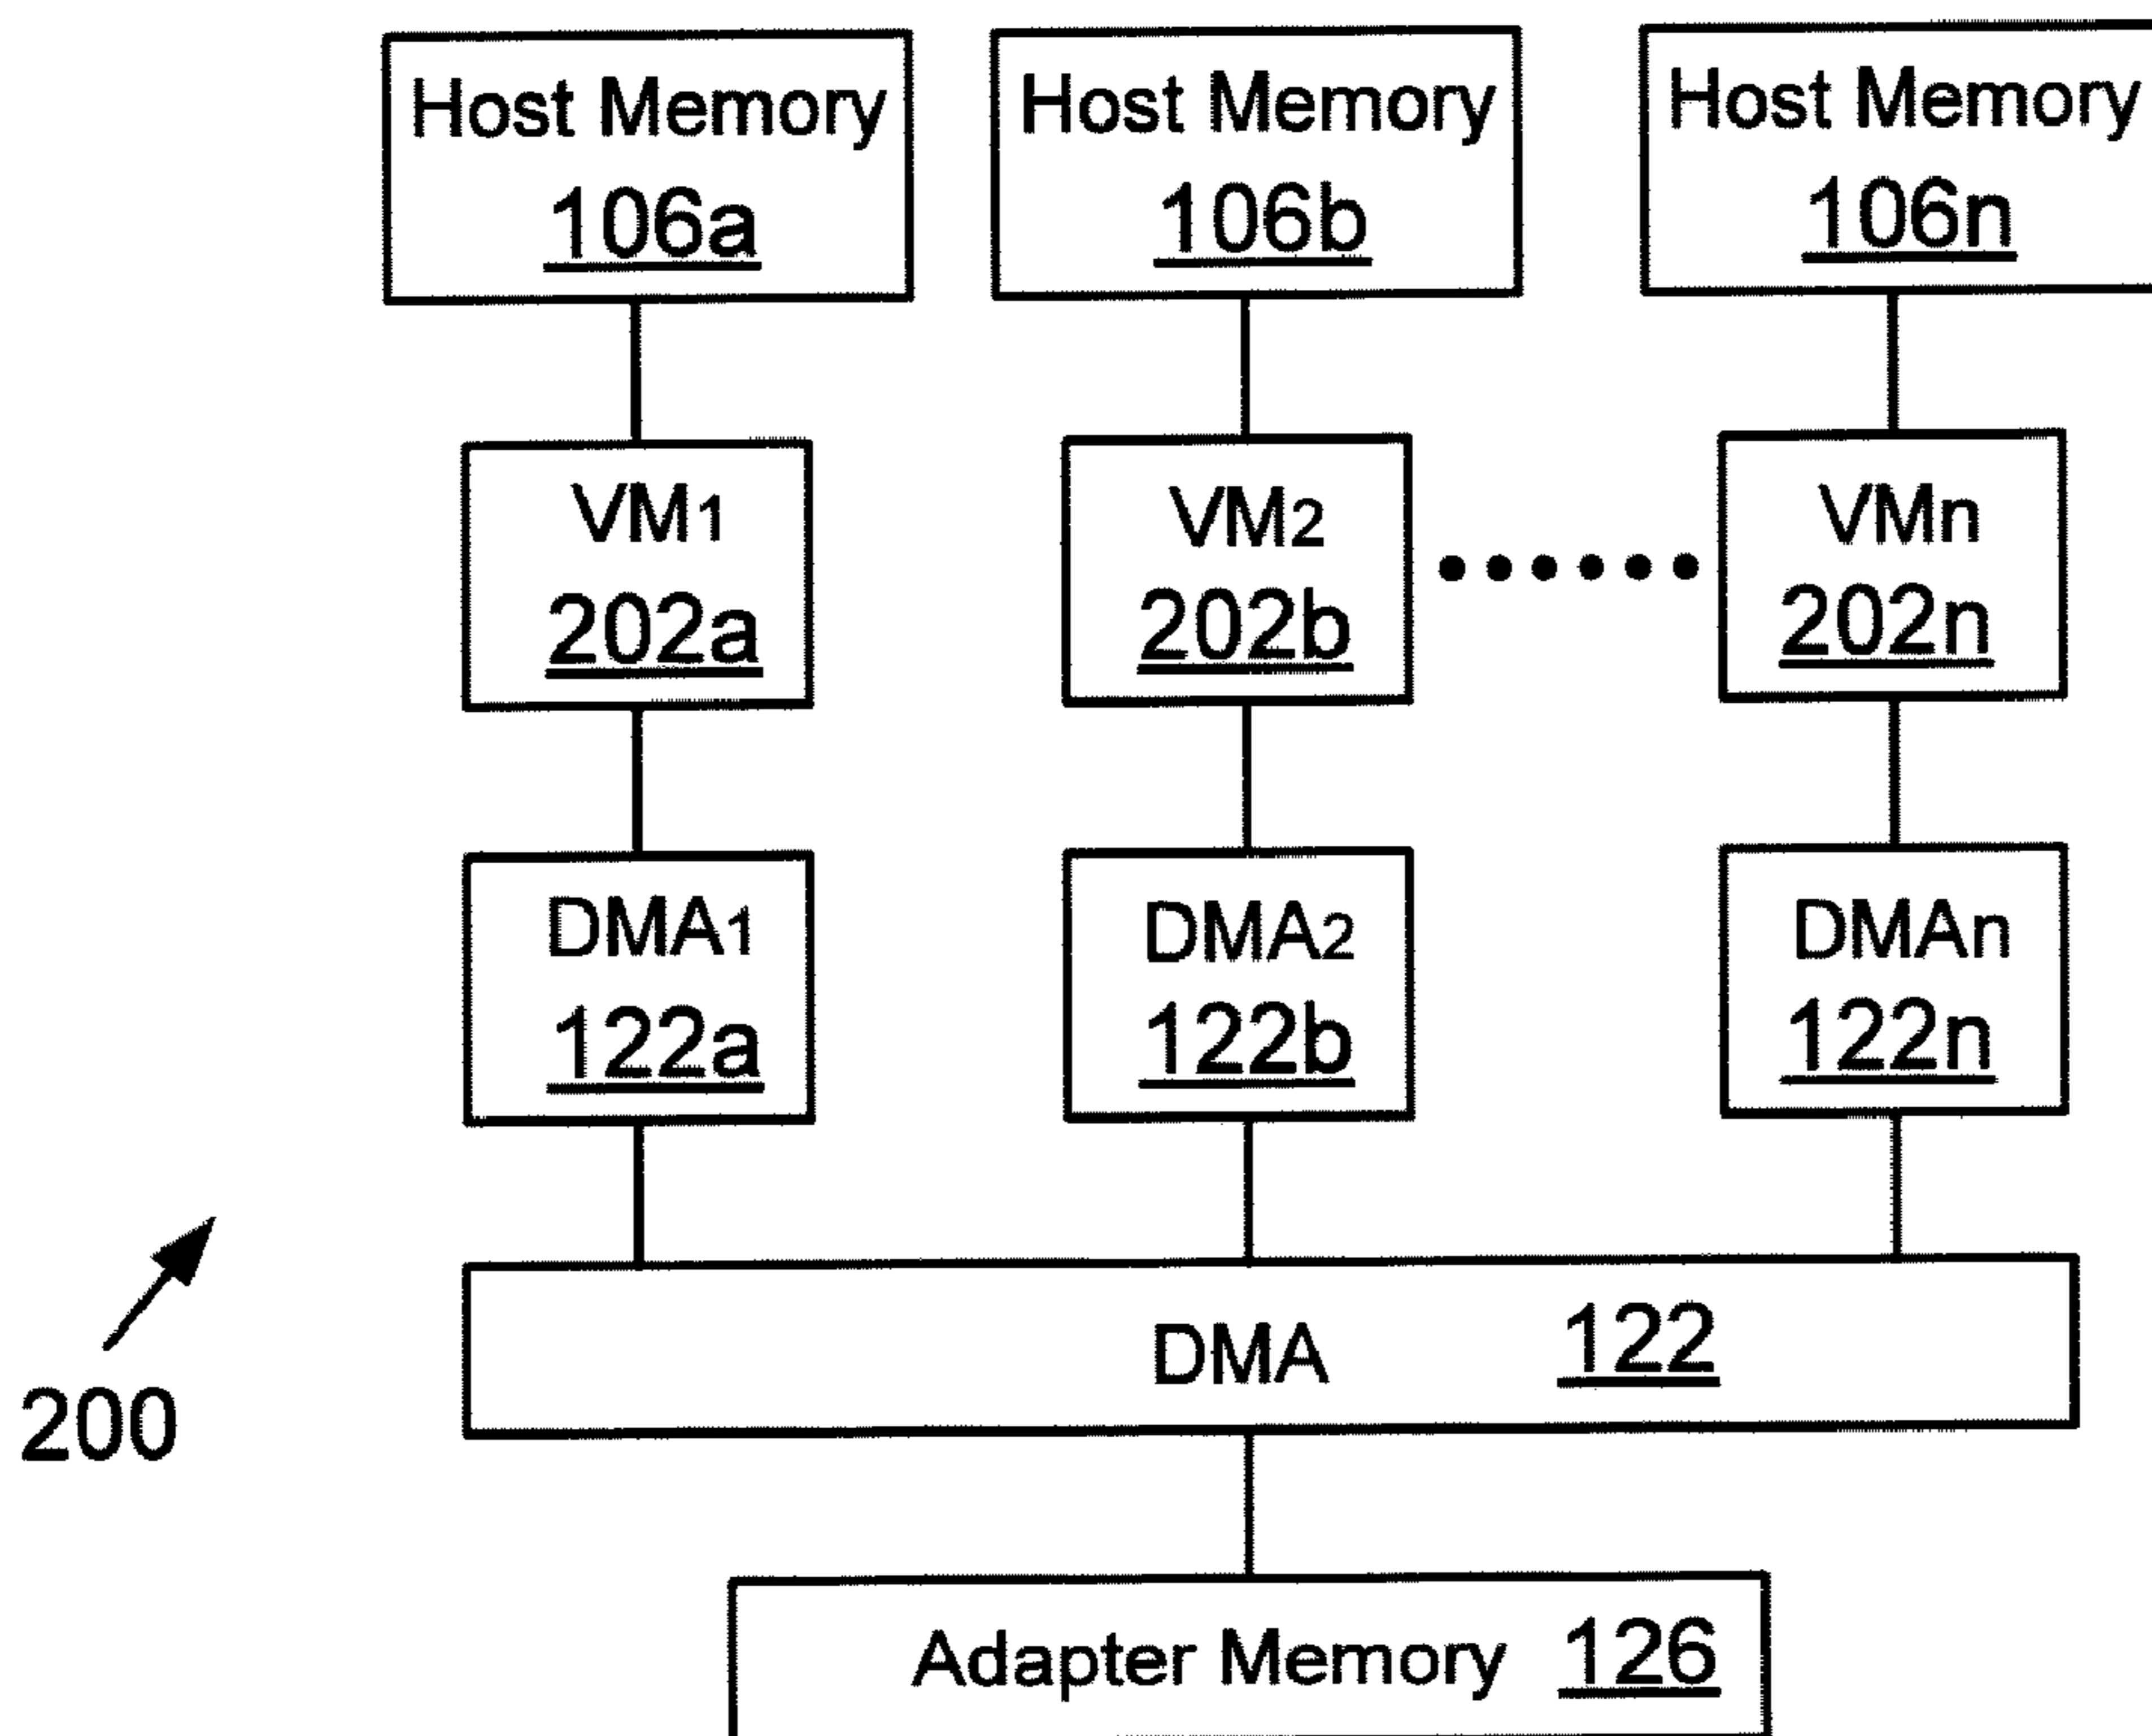 Host Memory
106a
Host Memory
106b
Host Memory
106n
VM1
202a
VM2
202b
VMn
202n
DMA1
122a
DMA2
122b
DMAn
122n
DMA 122
200
Adapter Memory 126